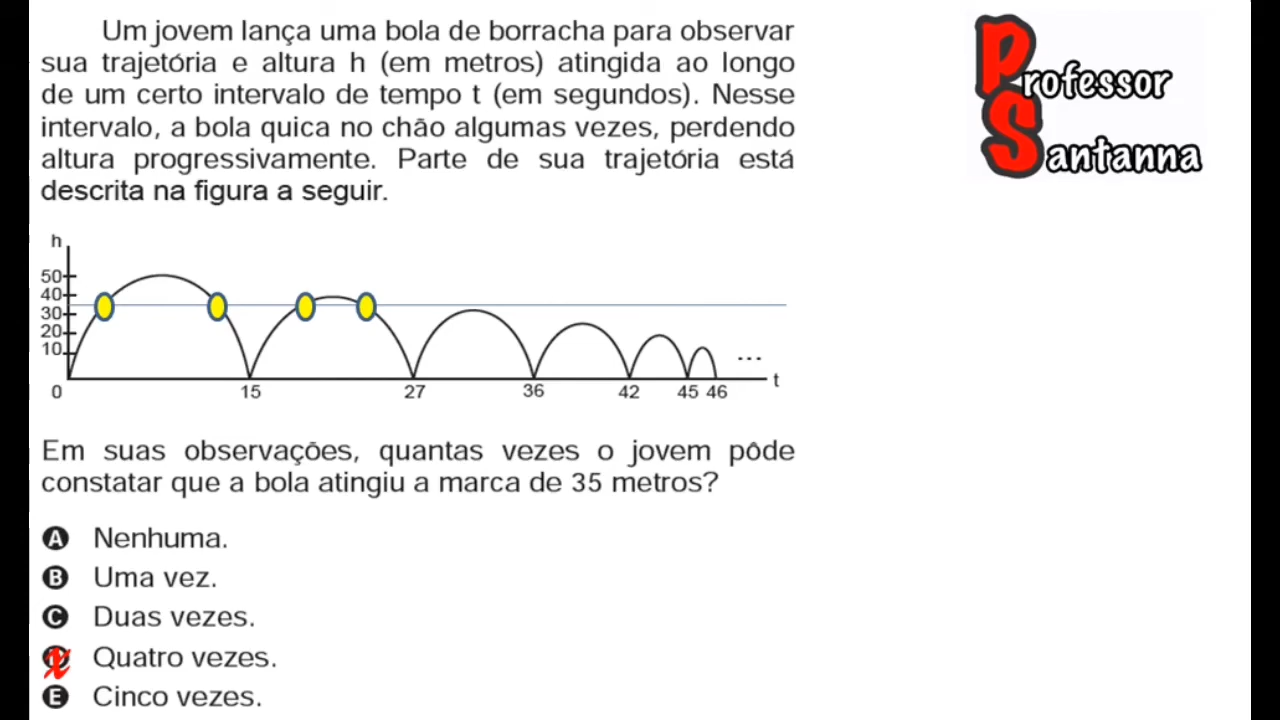 Um jovem lança uma bola de borracha para observar
sua trajetória e altura h (em metros) atingida ao longo
de um certo intervalo de tempo t (em segundos). Nesse
intervalo, a bola quica no chão algumas vezes, perdendo
altura progressivamente. Parte de sua trajetória está
descrita na figura a seguir.
Professor
Santanna
h
50
40
30
20
10
...
0 15 27 36 42 45 46 t
Em suas observações, quantas vezes o jovem pôde
constatar que a bola atingiu a marca de 35 metros?
A Nenhuma.
B Uma vez.
C Duas vezes.
x Quatro vezes.
E Cinco vezes.